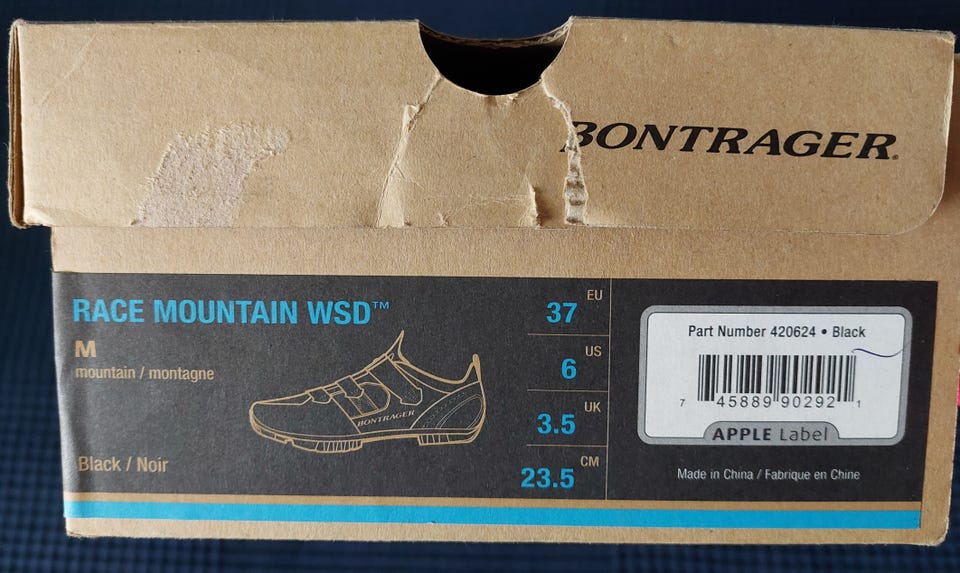 BONTRAGER
RACE MOUNTAIN WSD™
M
mountain / montagne
BONTRAGER
Black / Noir
37 EU
6 US
3.5 UK
23.5 CM
Part Number 420624 • Black
7 45889 90292 1
APPLE Label
Made in China / Fabrique en Chine